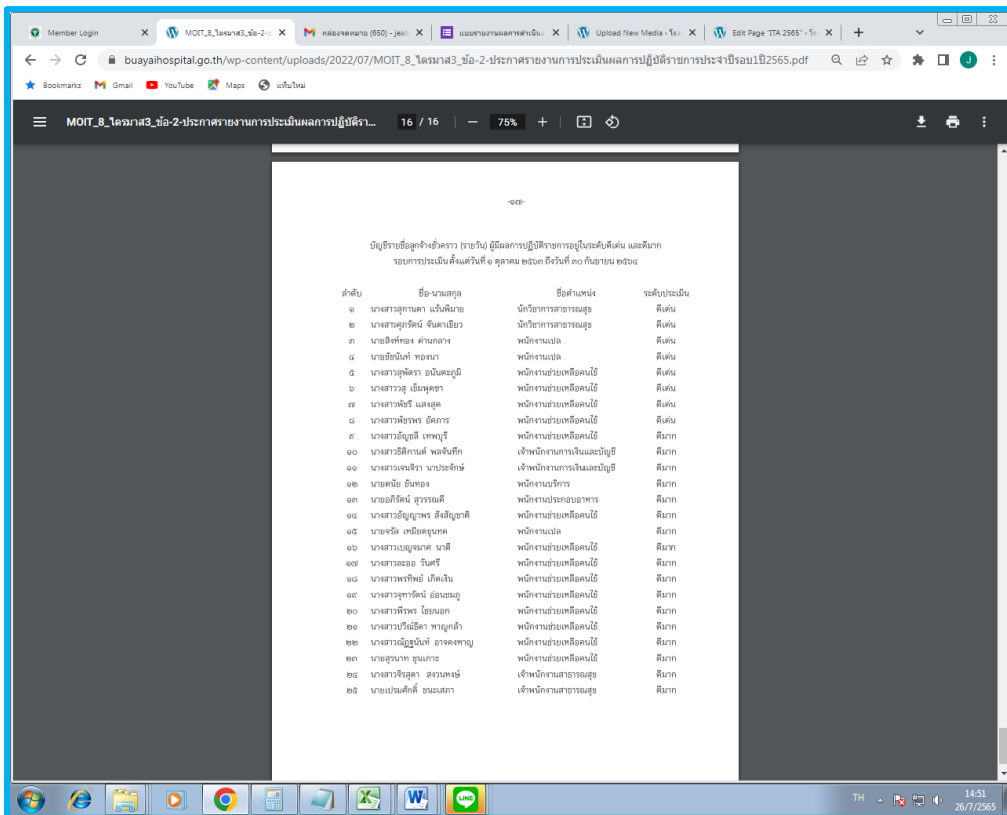 Member Login
MOIT_8_ไตรมาส3_ข้อ-2-ป
กล่องจดหมาย (650) - jeab
แบบรายงานผลการดำเนิน
Upload New Media ‹ โรง
Edit Page "ITA 2565" ‹ โร
buayaihospital.go.th/wp-content/uploads/2022/07/MOIT_8_ไตรมาส3_ข้อ-2-ประกาศรายงานการประเมินผลการปฏิบัติราชการประจำปีรอบ1ปี2565.pdf
J
Bookmarks Gmail YouTube Maps แท็บใหม่
MOIT_8_ไตรมาส3_ข้อ-2-ประกาศรายงานการประเมินผลการปฏิบัติรา... 16 / 16 75%
-๑๗-
บัญชีรายชื่อลูกจ้างชั่วคราว (รายวัน) ผู้มีผลการปฏิบัติราชการอยู่ในระดับดีเด่น และดีมาก
รอบการประเมิน ตั้งแต่วันที่ ๑ ตุลาคม ๒๕๖๓ ถึงวันที่ ๓๐ กันยายน ๒๕๖๔
ลำดับ ชื่อ-นามสกุล ชื่อตำแหน่ง ระดับประเมิน
๑ นางสาวสุกานดา แร้นพิมาย นักวิชาการสาธารณสุข ดีเด่น
๒ นางสาวศุภรัตน์ จันดาเขียว นักวิชาการสาธารณสุข ดีเด่น
๓ นายสิงห์ทอง ด่านกลาง พนักงานเปล ดีเด่น
๔ นายชัชนันท์ ทองนา พนักงานเปล ดีเด่น
๕ นางสาวสุพัตรา อนันตะภูมิ พนักงานช่วยเหลือคนไข้ ดีเด่น
๖ นางสาววสุ เข็มพุดซา พนักงานช่วยเหลือคนไข้ ดีเด่น
๗ นางสาวพัชรี แสงสุด พนักงานช่วยเหลือคนไข้ ดีเด่น
๘ นางสาวพัชรพร อัคภาร พนักงานช่วยเหลือคนไข้ ดีเด่น
๙ นางสาวอัญชลี เทพบุรี พนักงานช่วยเหลือคนไข้ ดีมาก
๑๐ นางสาวธิติกานต์ พลจันทึก เจ้าพนักงานการเงินและบัญชี ดีมาก
๑๑ นางสาวเจนจิรา นาประจักษ์ เจ้าพนักงานการเงินและบัญชี ดีมาก
๑๒ นายดนัย ขันทอง พนักงานบริการ ดีมาก
๑๓ นายอภิรัตน์ สุวรรณดี พนักงานประกอบอาหาร ดีมาก
๑๔ นางสาวอัญญาพร สังสัญชาติ พนักงานช่วยเหลือคนไข้ ดีมาก
๑๕ นายจรัล เหมียดขุนทด พนักงานเปล ดีมาก
๑๖ นางสาวเบญจมาศ นาดี พนักงานช่วยเหลือคนไข้ ดีมาก
๑๗ นางสาวละออ วันศรี พนักงานช่วยเหลือคนไข้ ดีมาก
๑๘ นางสาวพรทิพย์ เกิดเงิน พนักงานช่วยเหลือคนไข้ ดีมาก
๑๙ นางสาวจุฑารัตน์ อ่อนชมภู พนักงานช่วยเหลือคนไข้ ดีมาก
๒๐ นางสาวพีรพร ไชยนอก พนักงานช่วยเหลือคนไข้ ดีมาก
๒๑ นางสาวปวีณ์ธิดา หาญกล้า พนักงานช่วยเหลือคนไข้ ดีมาก
๒๒ นางสาวณัฏฐนันท์ อาจคงหาญ พนักงานช่วยเหลือคนไข้ ดีมาก
๒๓ นายสุรนาท ขุนเกาะ พนักงานช่วยเหลือคนไข้ ดีมาก
๒๔ นางสาวจิรสุดา สงวนหงษ์ เจ้าพนักงานสาธารณสุข ดีมาก
๒๕ นายเปรมศักดิ์ ชนะเสภา เจ้าพนักงานสาธารณสุข ดีมาก
LINE
TH 14:51
26/7/2565